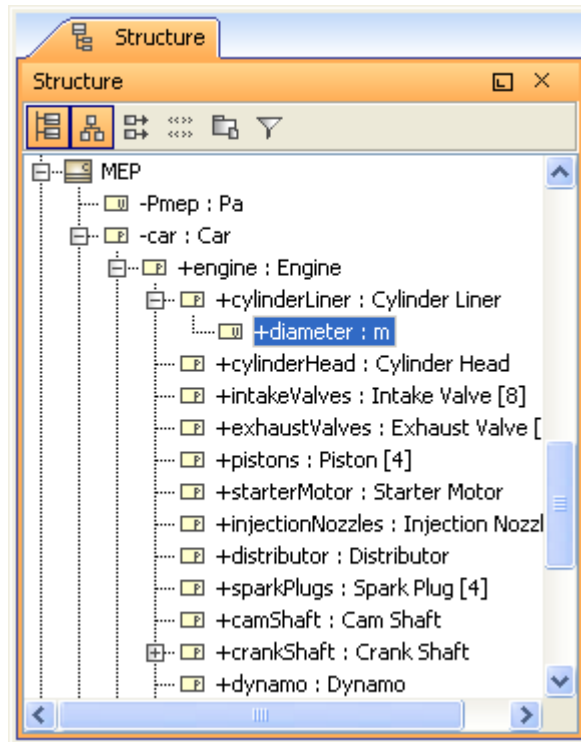 Structure
Structure
MEP
-Pmep : Pa
-car : Car
+engine : Engine
+cylinderLiner : Cylinder Liner
+diameter : m
+cylinderHead : Cylinder Head
+intakeValves : Intake Valve [8]
+exhaustValves : Exhaust Valve [
+pistons : Piston [4]
+starterMotor : Starter Motor
+injectionNozzles : Injection Nozzl
+distributor : Distributor
+sparkPlugs : Spark Plug [4]
+camShaft : Cam Shaft
+crankShaft : Crank Shaft
+dynamo : Dynamo